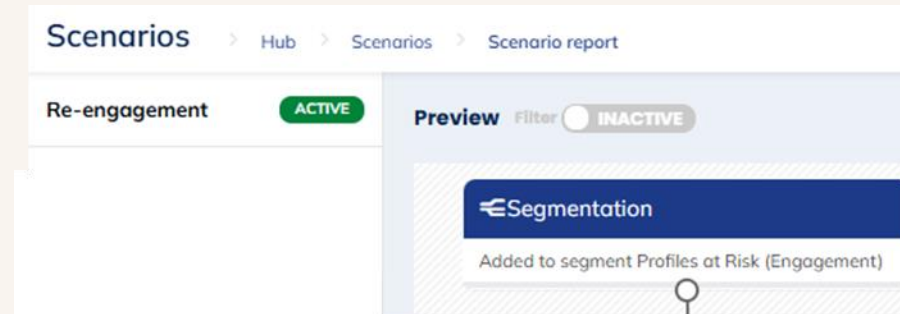 Scenarios > Hub > Scenarios > Scenario report
Re-engagement ACTIVE
Preview Filter INACTIVE
Segmentation
Added to segment Profiles at Risk (Engagement)